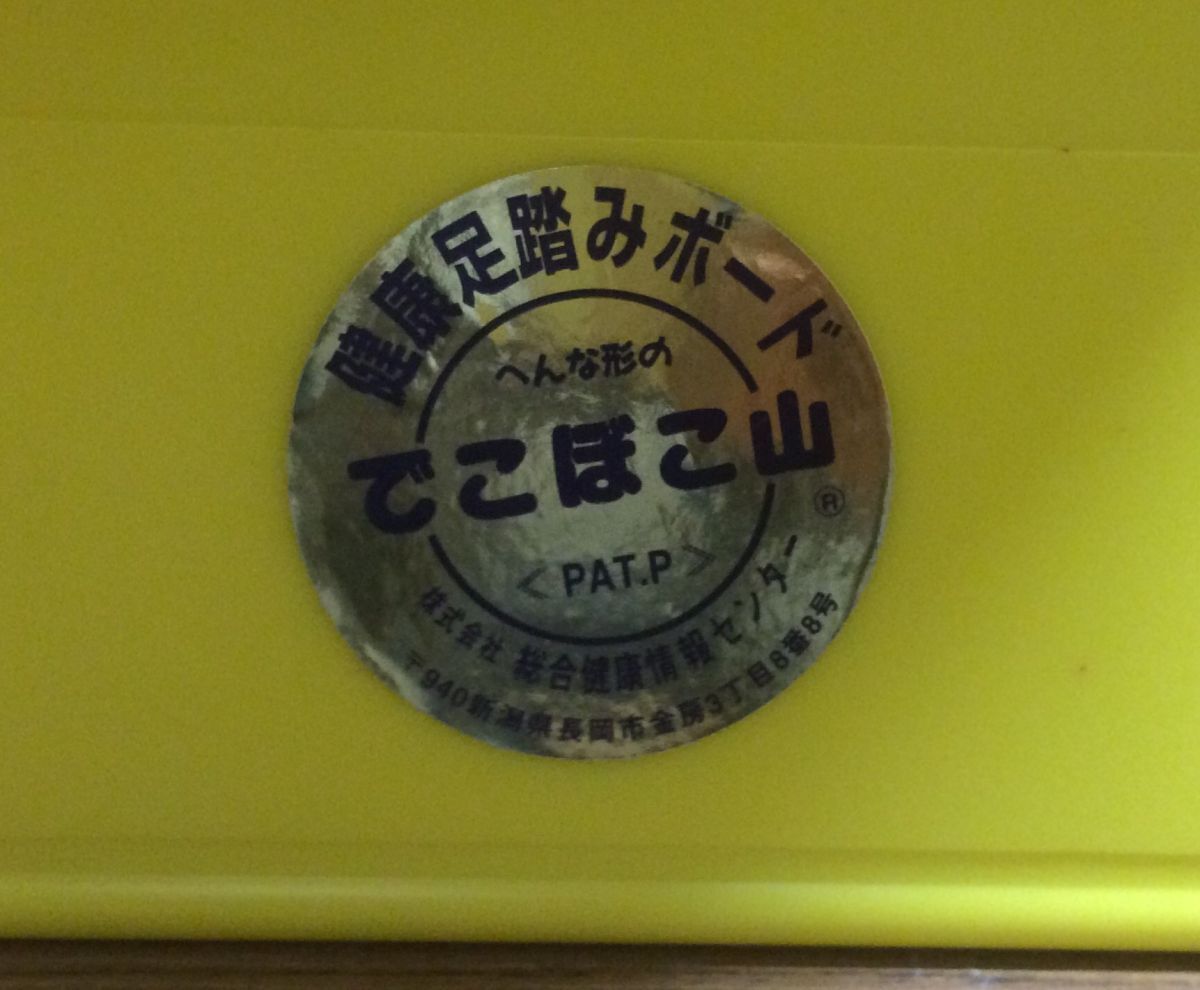 健康足踏みボード
へんな形の
でこぼこ山
®
〈PAT.P〉
株式会社 総合健康情報センター
〒940新潟県長岡市金房3丁目8番8号